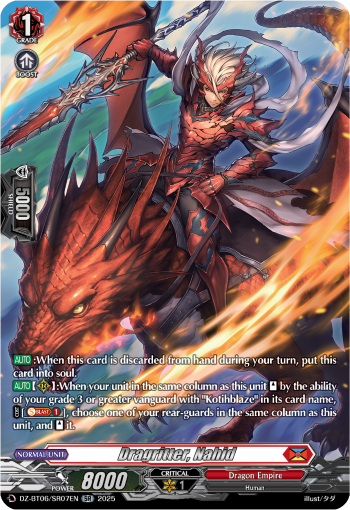 1
GRADE
BOOST
5000
SHIELD
AUTO:When this card is discarded from hand during your turn, put this
card into soul.
AUTO【】:When your unit in the same column as this unit by the ability
of your grade 3 or greater vanguard with "Kotihblaze" in its card name,
[BLAST 1], choose one of your rear-guards in the same column as
this unit, and it.
NORMAL UNIT
Dragritter, Nahid
POWER 8000
CRITICAL
1
Dragon Empire
Human
DZ-BT06/SR07EN SR 2025
illust/タダ